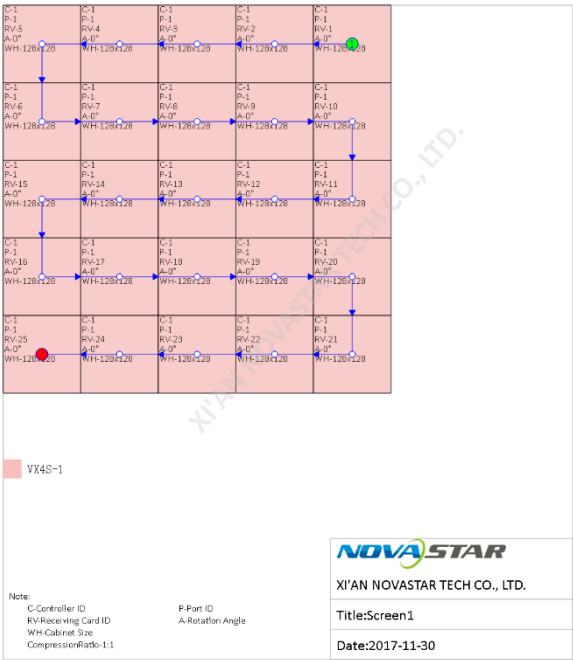 C-1 C-1 C-1 C-1 C-1
P-1 P-1 P-1 P-1 P-1
RV-5 RV-4 RV-3 RV-2 RV-1
A-0° A-0° A-0° A-0° A-0°
WH-128x128 WH-128x128 WH-128x128 WH-128x128 WH-128x128
1
C-1 C-1 C-1 C-1 C-1
P-1 P-1 P-1 P-1 P-1
RV-6 RV-7 RV-8 RV-9 RV-10
A-0° A-0° A-0° A-0° A-0°
WH-128x128 WH-128x128 WH-128x128 WH-128x128 WH-128x128
C-1 C-1 C-1 C-1 C-1
P-1 P-1 P-1 P-1 P-1
RV-15 RV-14 RV-13 RV-12 RV-11
A-0° A-0° A-0° A-0° A-0°
WH-128x128 WH-128x128 WH-128x128 WH-128x128 WH-128x128
C-1 C-1 C-1 C-1 C-1
P-1 P-1 P-1 P-1 P-1
RV-16 RV-17 RV-18 RV-19 RV-20
A-0° A-0° A-0° A-0° A-0°
WH-128x128 WH-128x128 WH-128x128 WH-128x128 WH-128x128
C-1 C-1 C-1 C-1 C-1
P-1 P-1 P-1 P-1 P-1
RV-25 RV-24 RV-23 RV-22 RV-21
A-0° A-0° A-0° A-0° A-0°
WH-128x128 WH-128x128 WH-128x128 WH-128x128 WH-128x128
XI'AN NOVASTAR TECH CO., LTD.
VX4S-1
NOVASTAR
XI'AN NOVASTAR TECH CO., LTD.
Title:Screen1
Date:2017-11-30
Note:
C-Controller ID P-Port ID
RV-Receiving Card ID A-Rotation Angle
WH-Cabinet Size
CompressionRatio-1:1